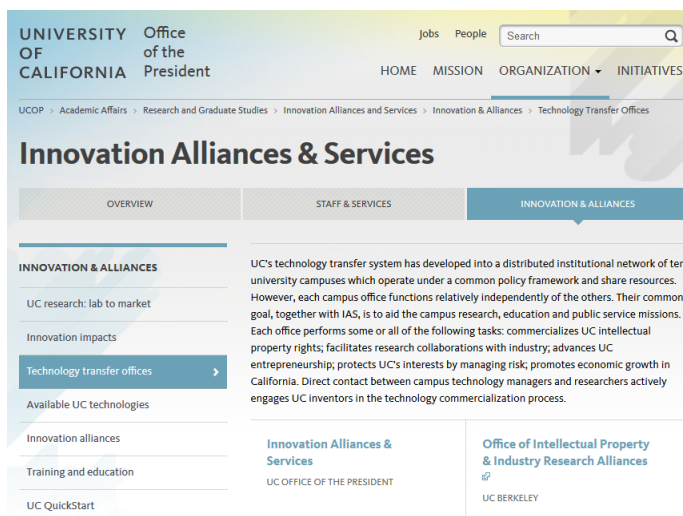 UNIVERSITY
OF
CALIFORNIA
Office
of the
President
Jobs People Search
HOME MISSION ORGANIZATION INITIATIVES
UCOP > Academic Affairs > Research and Graduate Studies > Innovation Alliances and Services > Innovation & Alliances > Technology Transfer Offices
Innovation Alliances & Services
OVERVIEW STAFF & SERVICES INNOVATION & ALLIANCES
INNOVATION & ALLIANCES
UC research: lab to market
Innovation impacts
Technology transfer offices
Available UC technologies
Innovation alliances
Training and education
UC QuickStart
UC's technology transfer system has developed into a distributed institutional network of ten
university campuses which operate under a common policy framework and share resources.
However, each campus office functions relatively independently of the others. Their common
goal, together with IAS, is to aid the campus research, education and public service missions.
Each office performs some or all of the following tasks: commercializes UC intellectual
property rights; facilitates research collaborations with industry; advances UC
entrepreneurship; protects UC's interests by managing risk; promotes economic growth in
California. Direct contact between campus technology managers and researchers actively
engages UC inventors in the technology commercialization process.
Innovation Alliances &
Services
UC OFFICE OF THE PRESIDENT
Office of Intellectual Property
& Industry Research Alliances
UC BERKELEY